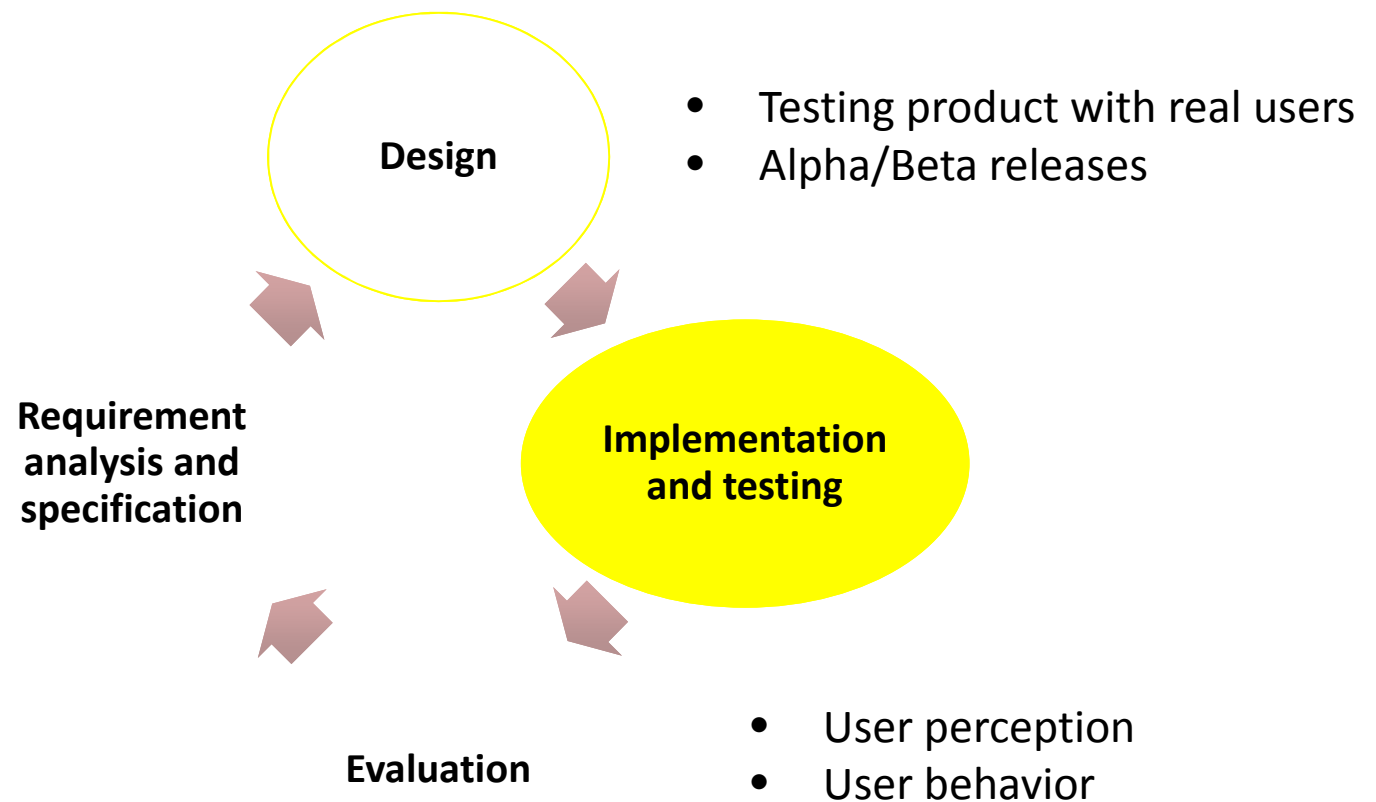 Design
• Testing product with real users
• Alpha/Beta releases
Requirement
analysis and
specification
Implementation
and testing
Evaluation
• User perception
• User behavior